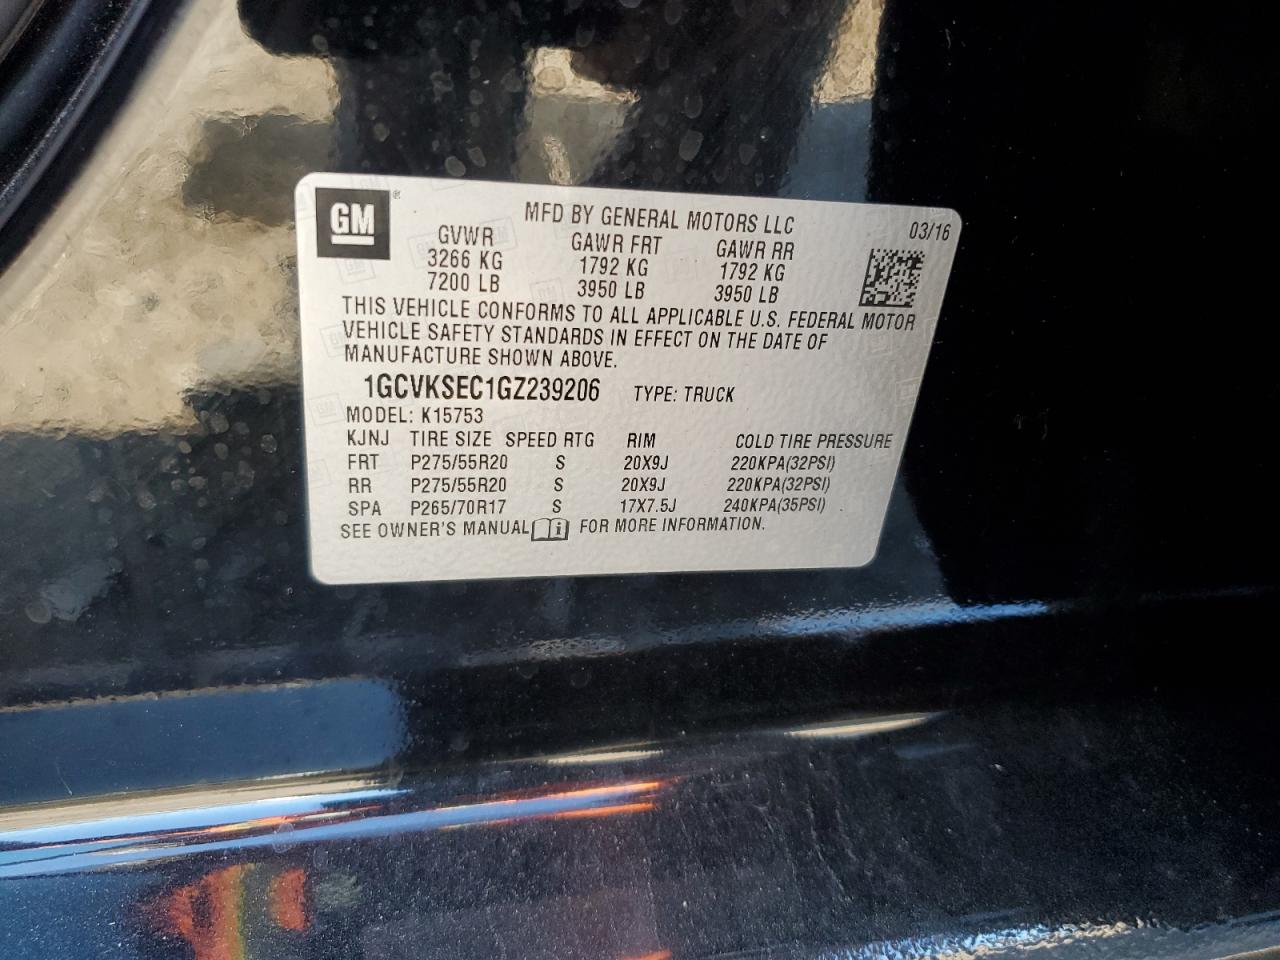 GM®
MFD BY GENERAL MOTORS LLC 03/16
GVWR GAWR FRT GAWR RR
3266 KG 1792 KG 1792 KG
7200 LB 3950 LB 3950 LB
THIS VEHICLE CONFORMS TO ALL APPLICABLE U.S. FEDERAL MOTOR
VEHICLE SAFETY STANDARDS IN EFFECT ON THE DATE OF
MANUFACTURE SHOWN ABOVE.
1GCVKSEC1GZ239206 TYPE: TRUCK
MODEL: K15753
KJNJ TIRE SIZE SPEED RTG RIM COLD TIRE PRESSURE
FRT P275/55R20 S 20X9J 220KPA(32PSI)
RR P275/55R20 S 20X9J 220KPA(32PSI)
SPA P265/70R17 S 17X7.5J 240KPA(35PSI)
SEE OWNER'S MANUAL i FOR MORE INFORMATION.